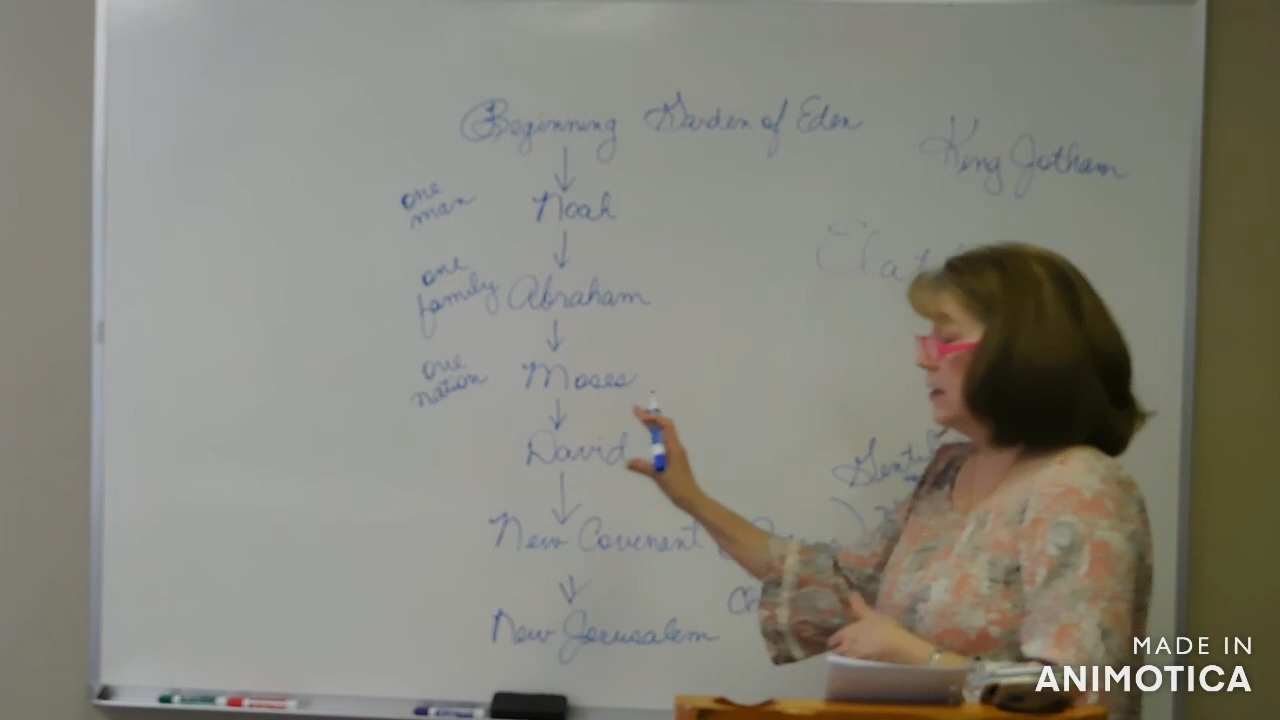 Beginning Garden of Eden
King Jotham
one
man
Noah
one
family
Abraham
one
nation
Moses
David
New Covenent
New Jerusalem
MADE IN
ANIMOTICA